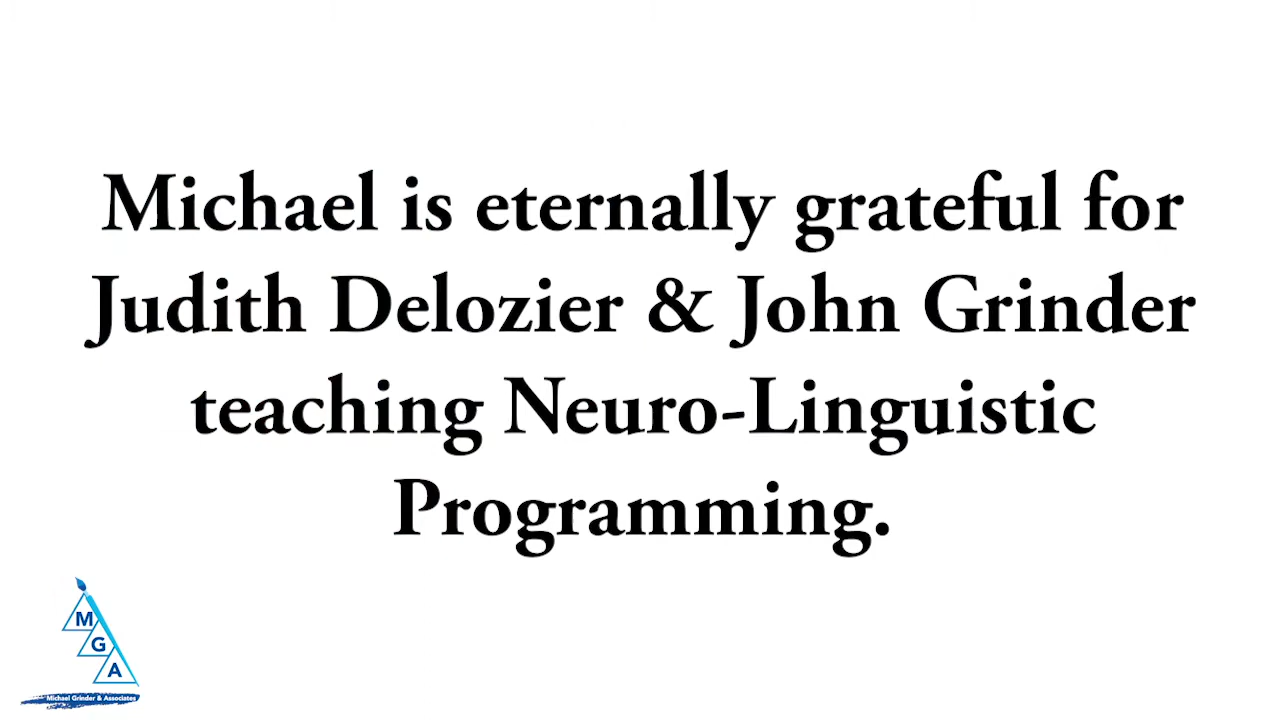 Michael is eternally grateful for
Judith Delozier & John Grinder
teaching Neuro-Linguistic
Programming.
M
G
A
Michael Grinder & Associates